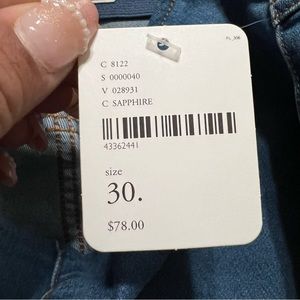 C 8122
S 0000040
V 028931
C SAPPHIRE
43362441
size
30.
$78.00